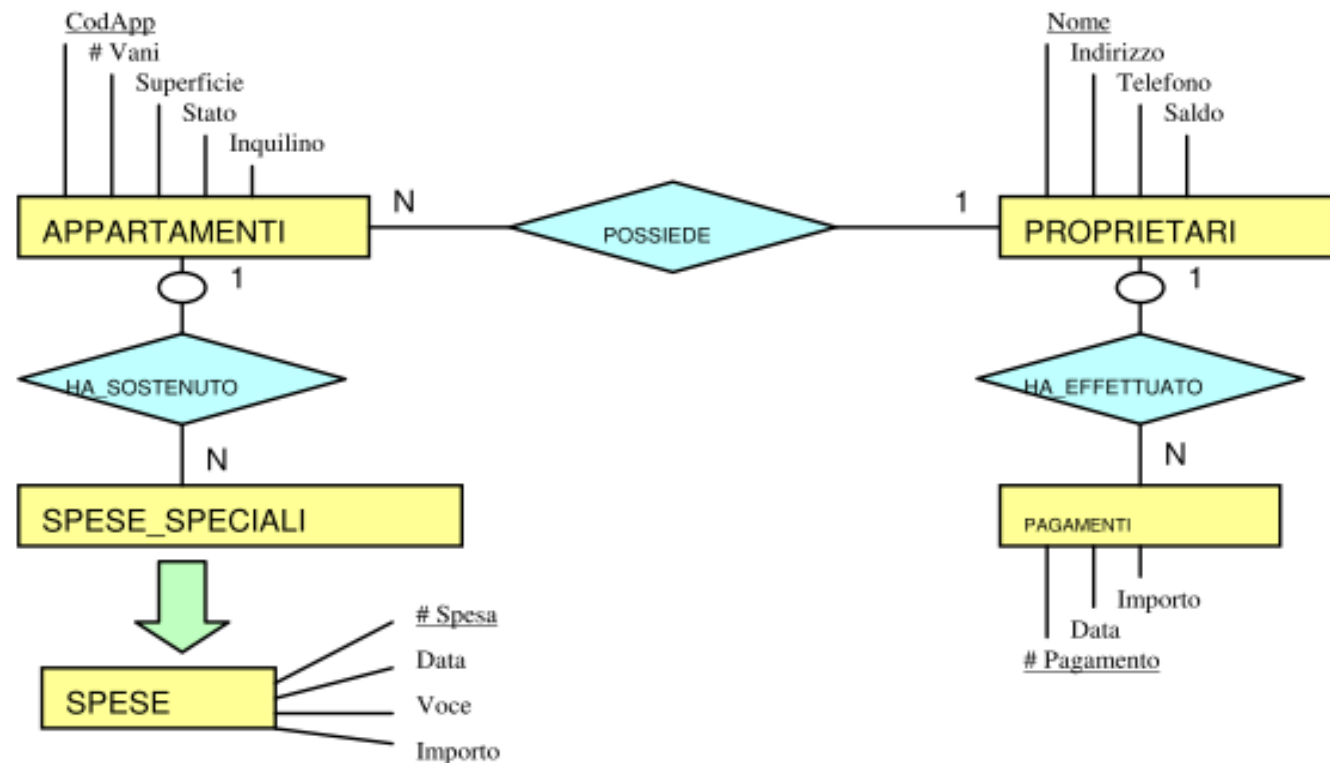 CodApp
# Vani
Superficie
Stato
Inquilino
Nome
Indirizzo
Telefono
Saldo
APPARTAMENTI
N
POSSIEDE
1
PROPRIETARI
1
HA_SOSTENUTO
N
SPESE_SPECIALI
1
HA_EFFETTUATO
N
PAGAMENTI
Importo
Data
# Pagamento
SPESE
# Spesa
Data
Voce
Importo